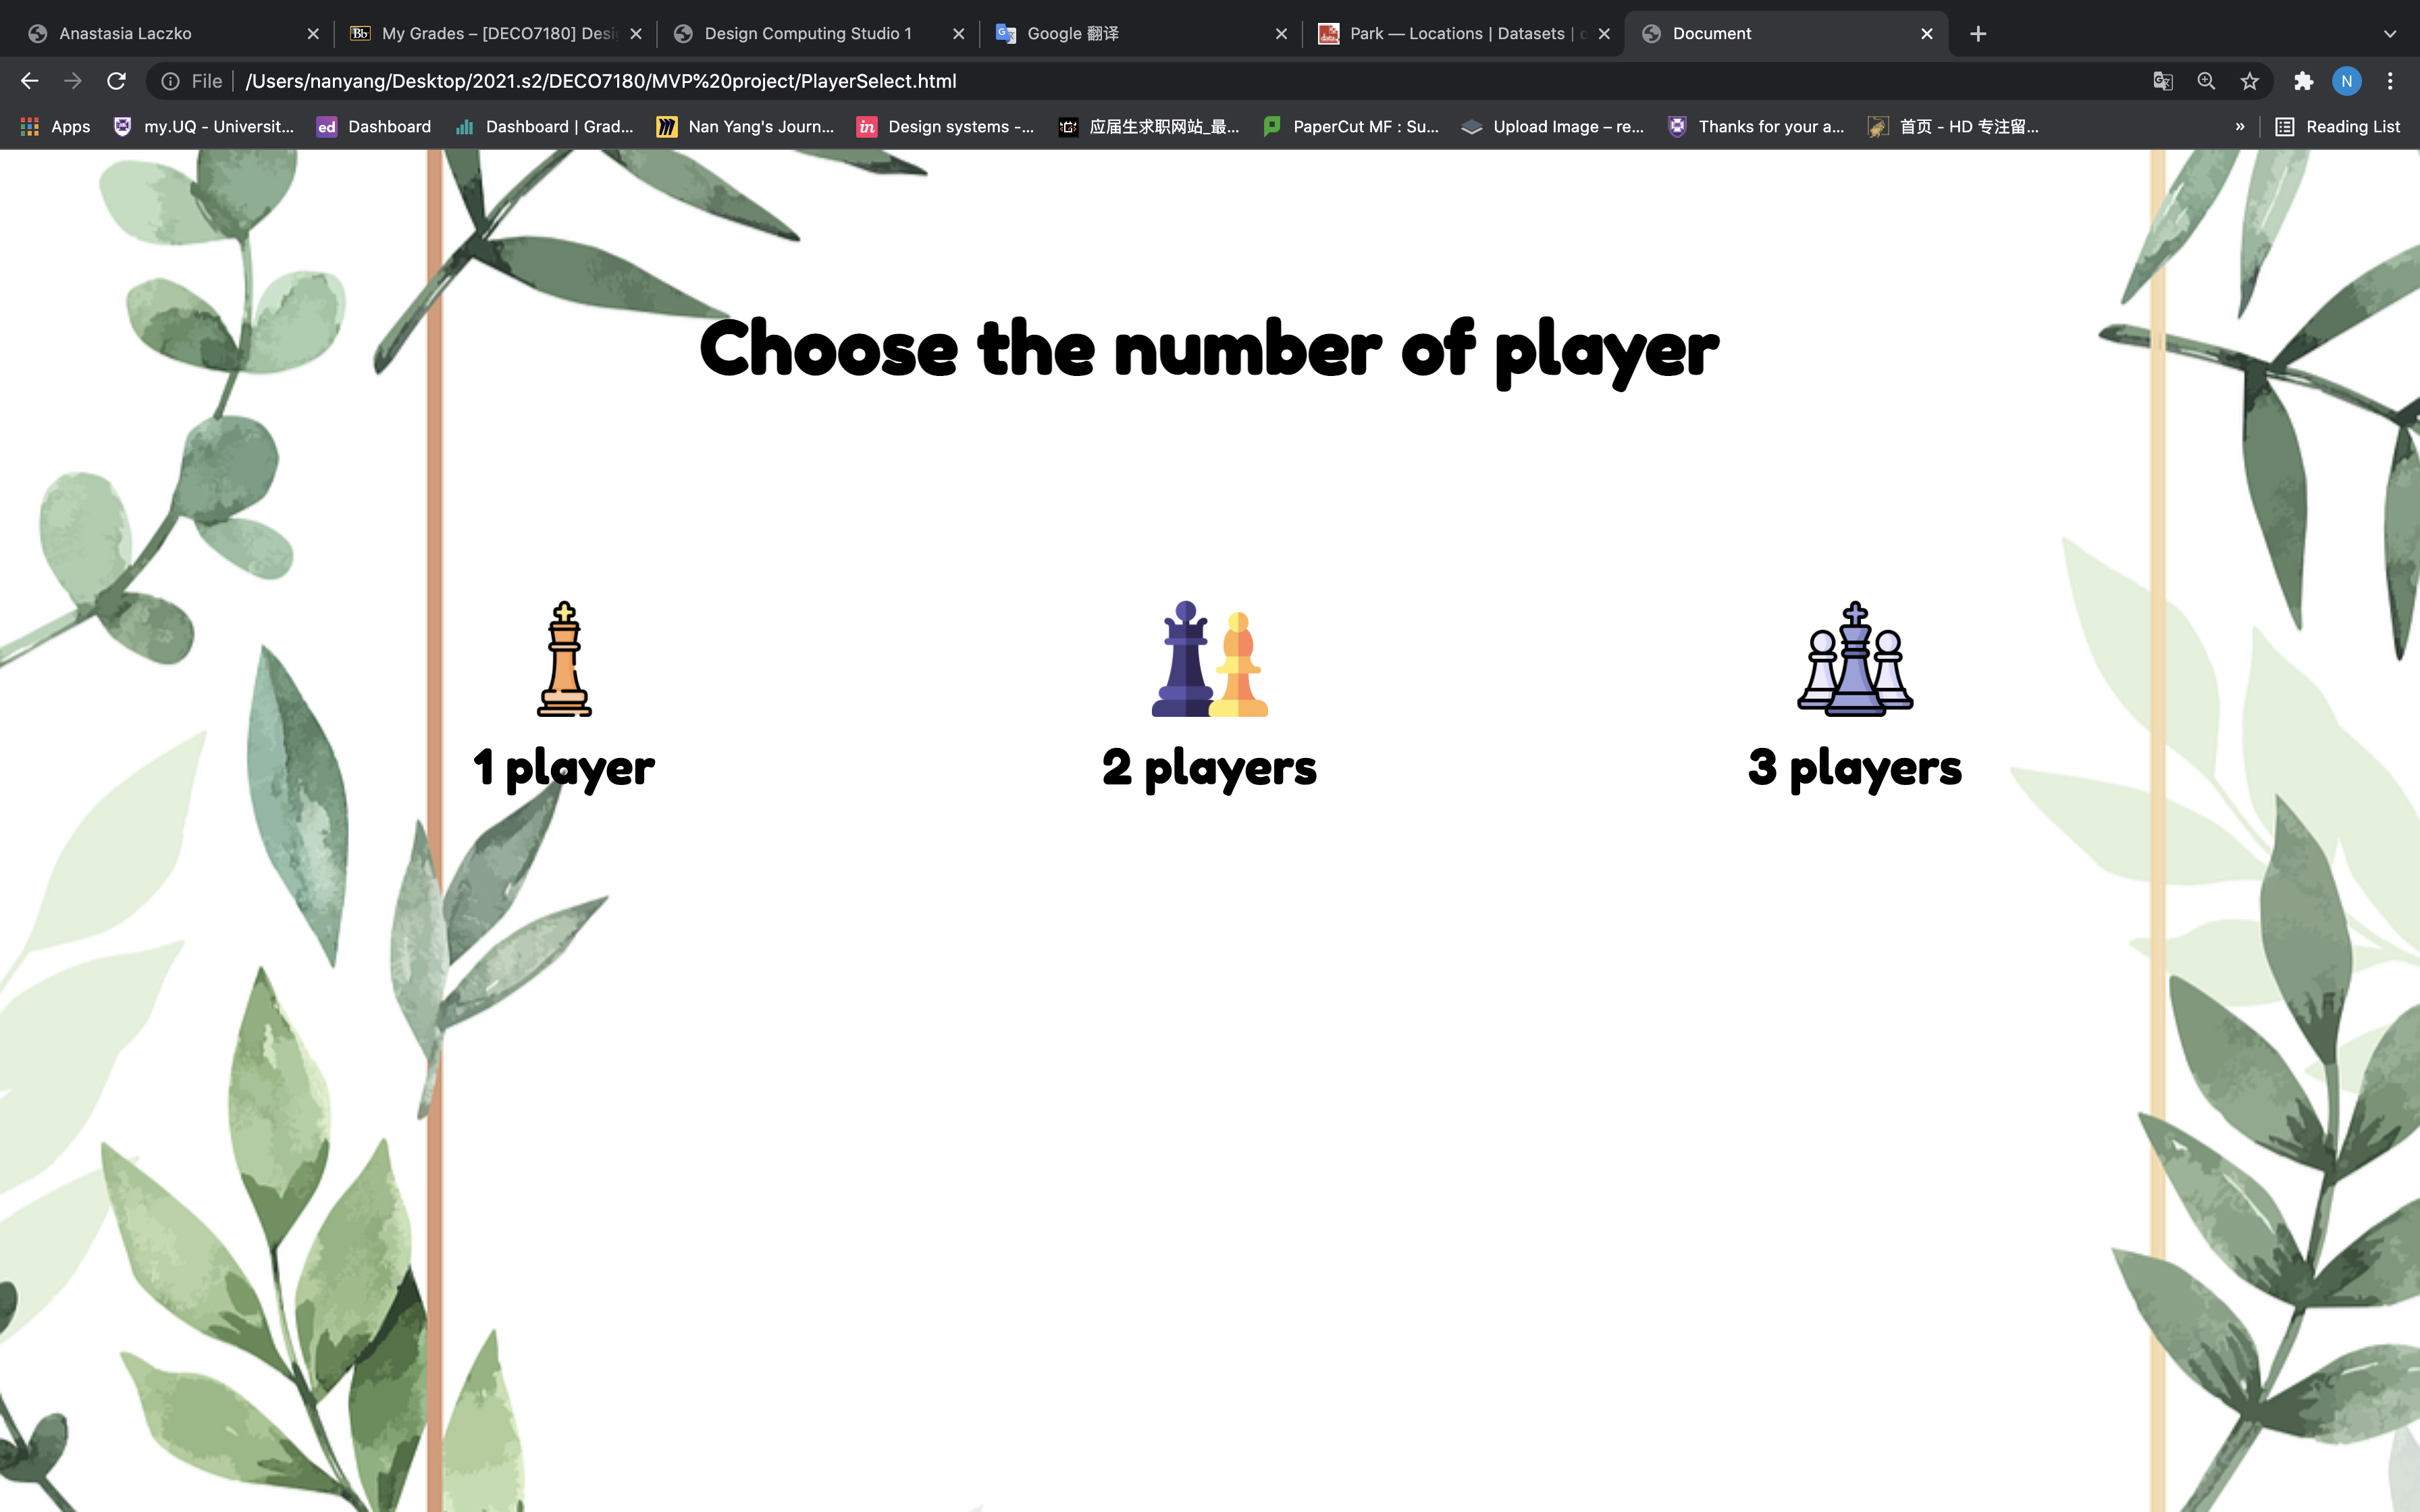 Anastasia Laczko
Bb My Grades – [DECO7180] Desi
Design Computing Studio 1
Google 翻译
Park — Locations | Datasets |
Document
File /Users/nanyang/Desktop/2021.s2/DECO7180/MVP%20project/PlayerSelect.html
N
Apps
my.UQ - Universit...
ed Dashboard
Dashboard | Grad...
Nan Yang's Journ...
in Design systems -...
应届生求职网站_最...
PaperCut MF : Su...
Upload Image – re...
Thanks for your a...
首页 - HD 专注留...
»
Reading List
Choose the number of player
1 player
2 players
3 players